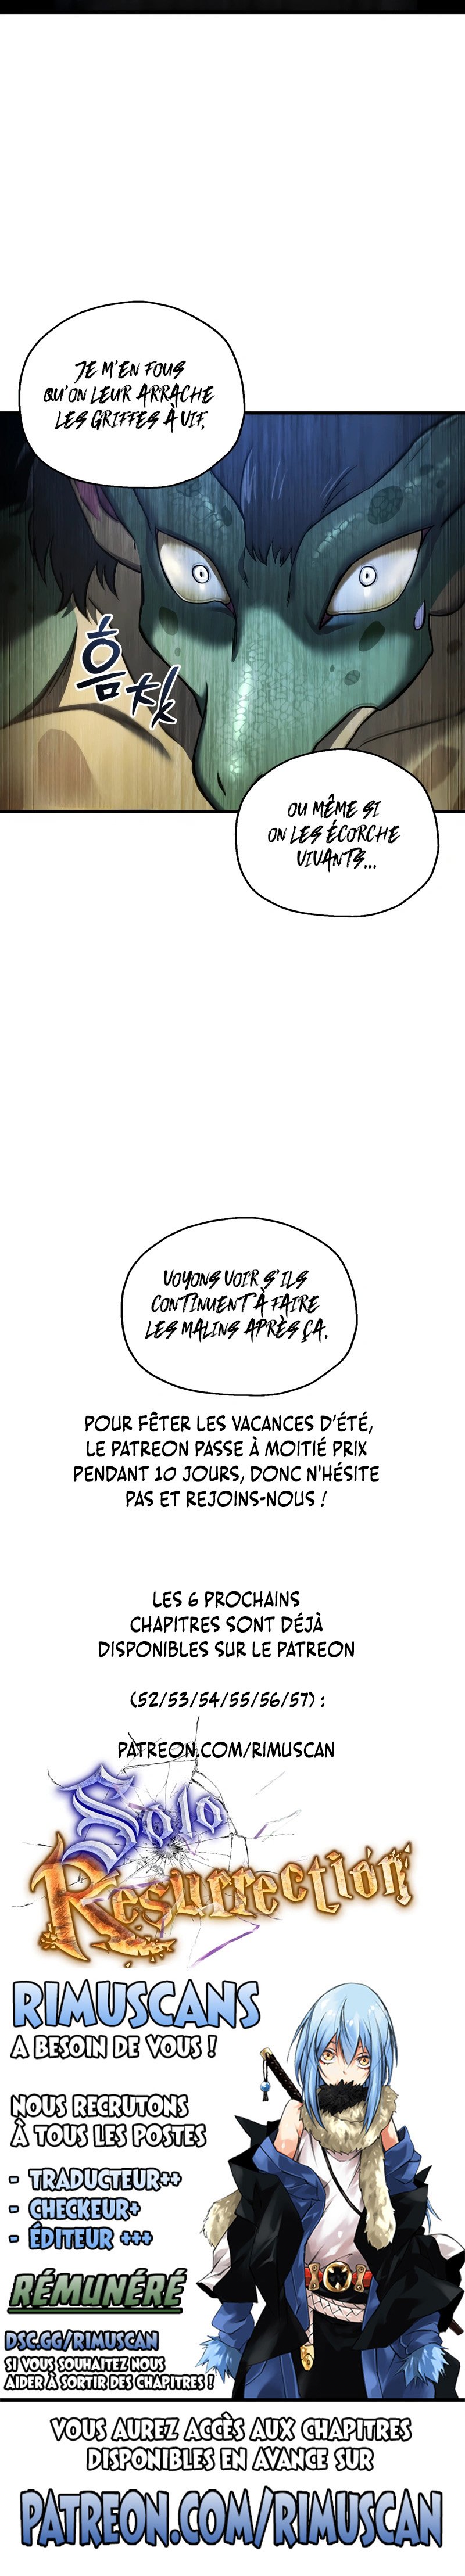 JE M'EN FOUS
QU'ON LEUR ARRACHE
LES GRIFFES À VIF,
흠칫
OU MÊME SI
ON LES ÉCORCHE
VIVANTS...
VOYONS VOIR S'ILS
CONTINUENT À FAIRE
LES MALINS APRÈS ÇA.
POUR FÊTER LES VACANCES D'ÉTÉ,
LE PATREON PASSE À MOITIÉ PRIX
PENDANT 10 JOURS, DONC N'HÉSITE
PAS ET REJOINS-NOUS !
LES 6 PROCHAINS
CHAPITRES SONT DÉJÀ
DISPONIBLES SUR LE PATREON
(52/53/54/55/56/57) :
PATREON.COM/RIMUSCAN
Solo
Resurrection
RIMUSCANS
A BESOIN DE VOUS !
NOUS RECRUTONS
À TOUS LES POSTES
- TRADUCTEUR++
- CHECKEUR+
- ÉDITEUR +++
RÉMUNÉRÉ
DSC.GG/RIMUSCAN
SI VOUS SOUHAITEZ NOUS
AIDER À SORTIR DES CHAPITRES !
VOUS AUREZ ACCÈS AUX CHAPITRES
DISPONIBLES EN AVANCE SUR
PATREON.COM/RIMUSCAN